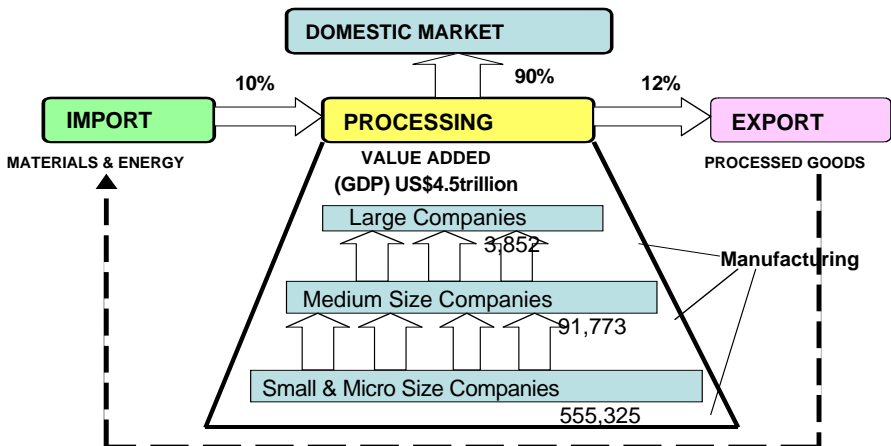 DOMESTIC MARKET
10%
90%
12%
IMPORT
PROCESSING
EXPORT
MATERIALS & ENERGY
VALUE ADDED
PROCESSED GOODS
(GDP) US$4.5trillion
Large Companies
3,852
Manufacturing
Medium Size Companies
91,773
Small & Micro Size Companies
555,325